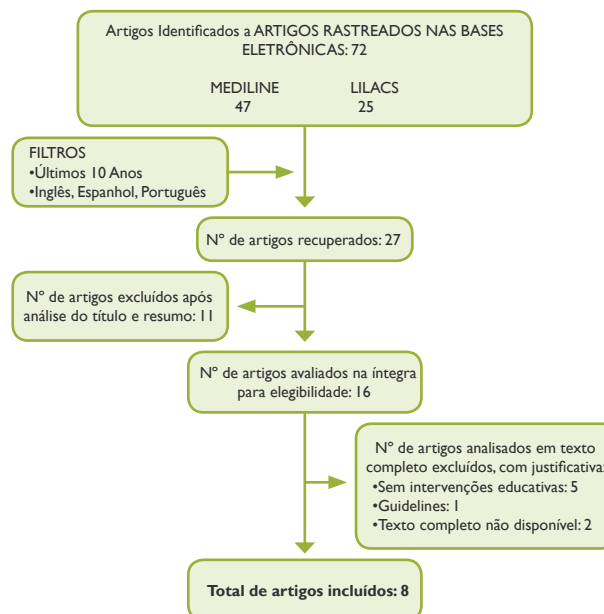 Artigos Identificados a ARTIGOS RASTREADOS NAS BASES
ELETRÔNICAS: 72
MEDILINE LILACS
47 25
FILTROS
•Últimos 10 Anos
•Inglês, Espanhol, Português
Nº de artigos recuperados: 27
Nº de artigos excluídos após
análise do título e resumo: 11
Nº de artigos avaliados na íntegra
para elegibilidade: 16
Nº de artigos analisados em texto
completo excluídos, com justificativa:
•Sem intervenções educativas: 5
•Guidelines: 1
•Texto completo não disponível: 2
Total de artigos incluídos: 8